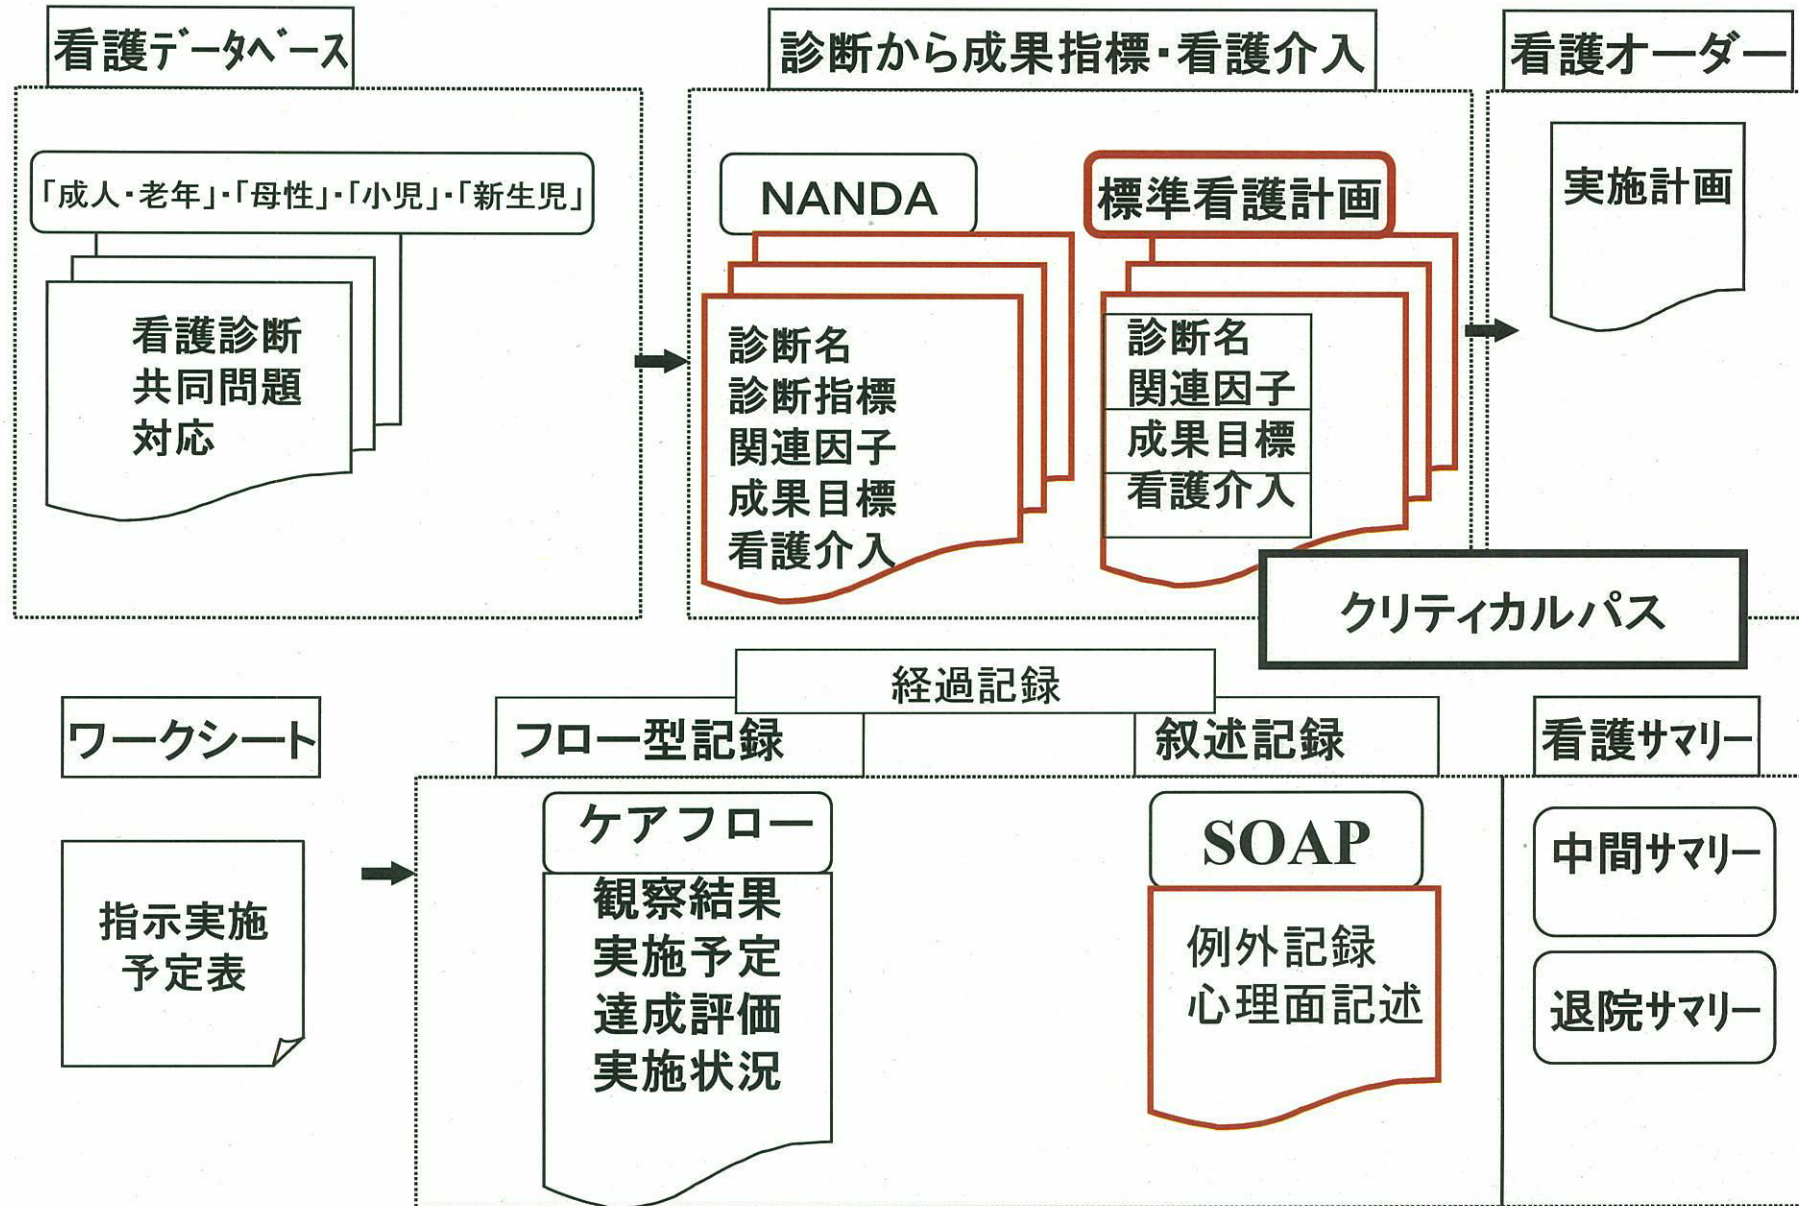 看護データベース
「成人・老年」・「母性」・「小児」・「新生児」
看護診断
共同問題
対応
診断から成果指標・看護介入
NANDA
診断名
診断指標
関連因子
成果目標
看護介入
標準看護計画
診断名
関連因子
成果目標
看護介入
看護オーダー
実施計画
クリティカルパス
ワークシート
指示実施
予定表
経過記録
フロー型記録
ケアフロー
観察結果
実施予定
達成評価
実施状況
叙述記録
SOAP
例外記録
心理面記述
看護サマリー
中間サマリー
退院サマリー